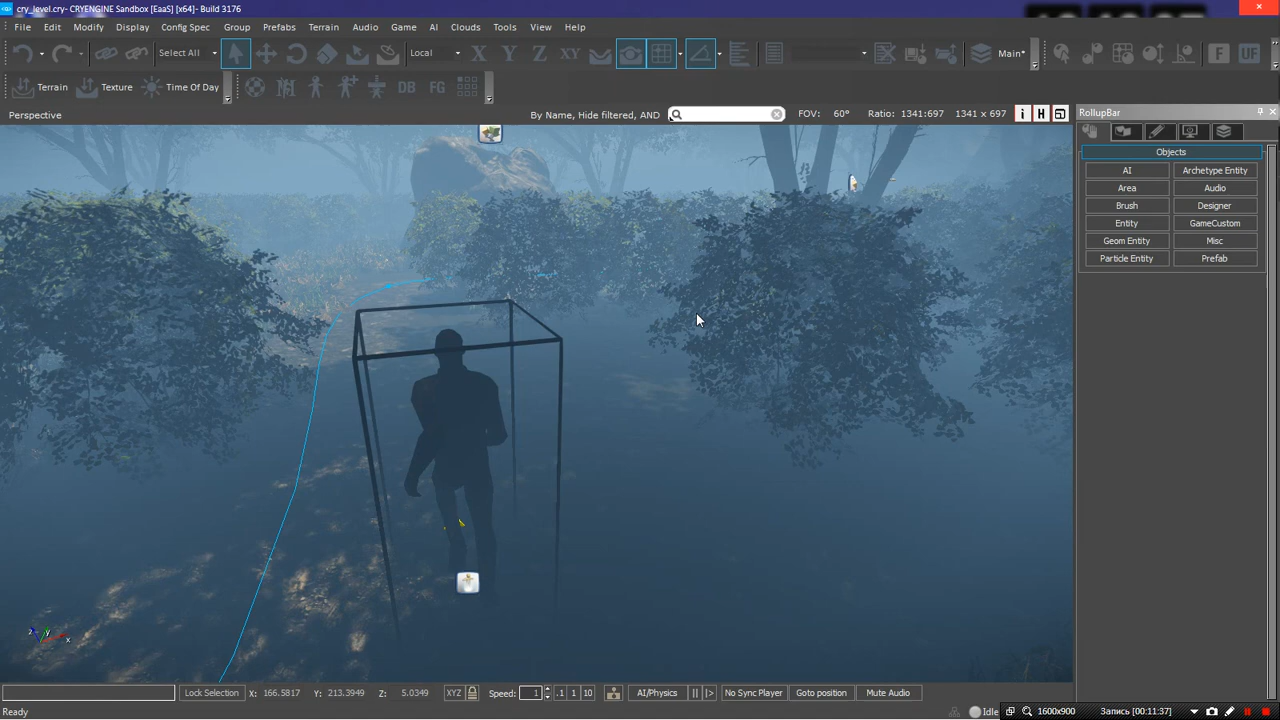 cry_level.cry- CRYENGINE Sandbox [EaaS] [x64]- Build 3176
File Edit Modify Display Config Spec Group Prefabs Terrain Audio Game AI Clouds Tools View Help
Select All Local X Y Z XY Main* F UF
Terrain Texture Time Of Day DB FG
Perspective By Name, Hide filtered, AND FOV: 60° Ratio: 1341:697 1341 x 697 i H
RollupBar
Objects
AI Archetype Entity
Area Audio
Brush Designer
Entity GameCustom
Geom Entity Misc
Particle Entity Prefab
z y x
Lock Selection X: 166.5817 Y: 213.3949 Z: 5.0349 XYZ Speed: 1 .1 1 10 AI/Physics No Sync Player Goto position Mute Audio
Ready Idle 1600x900 Запись [00:11:37]